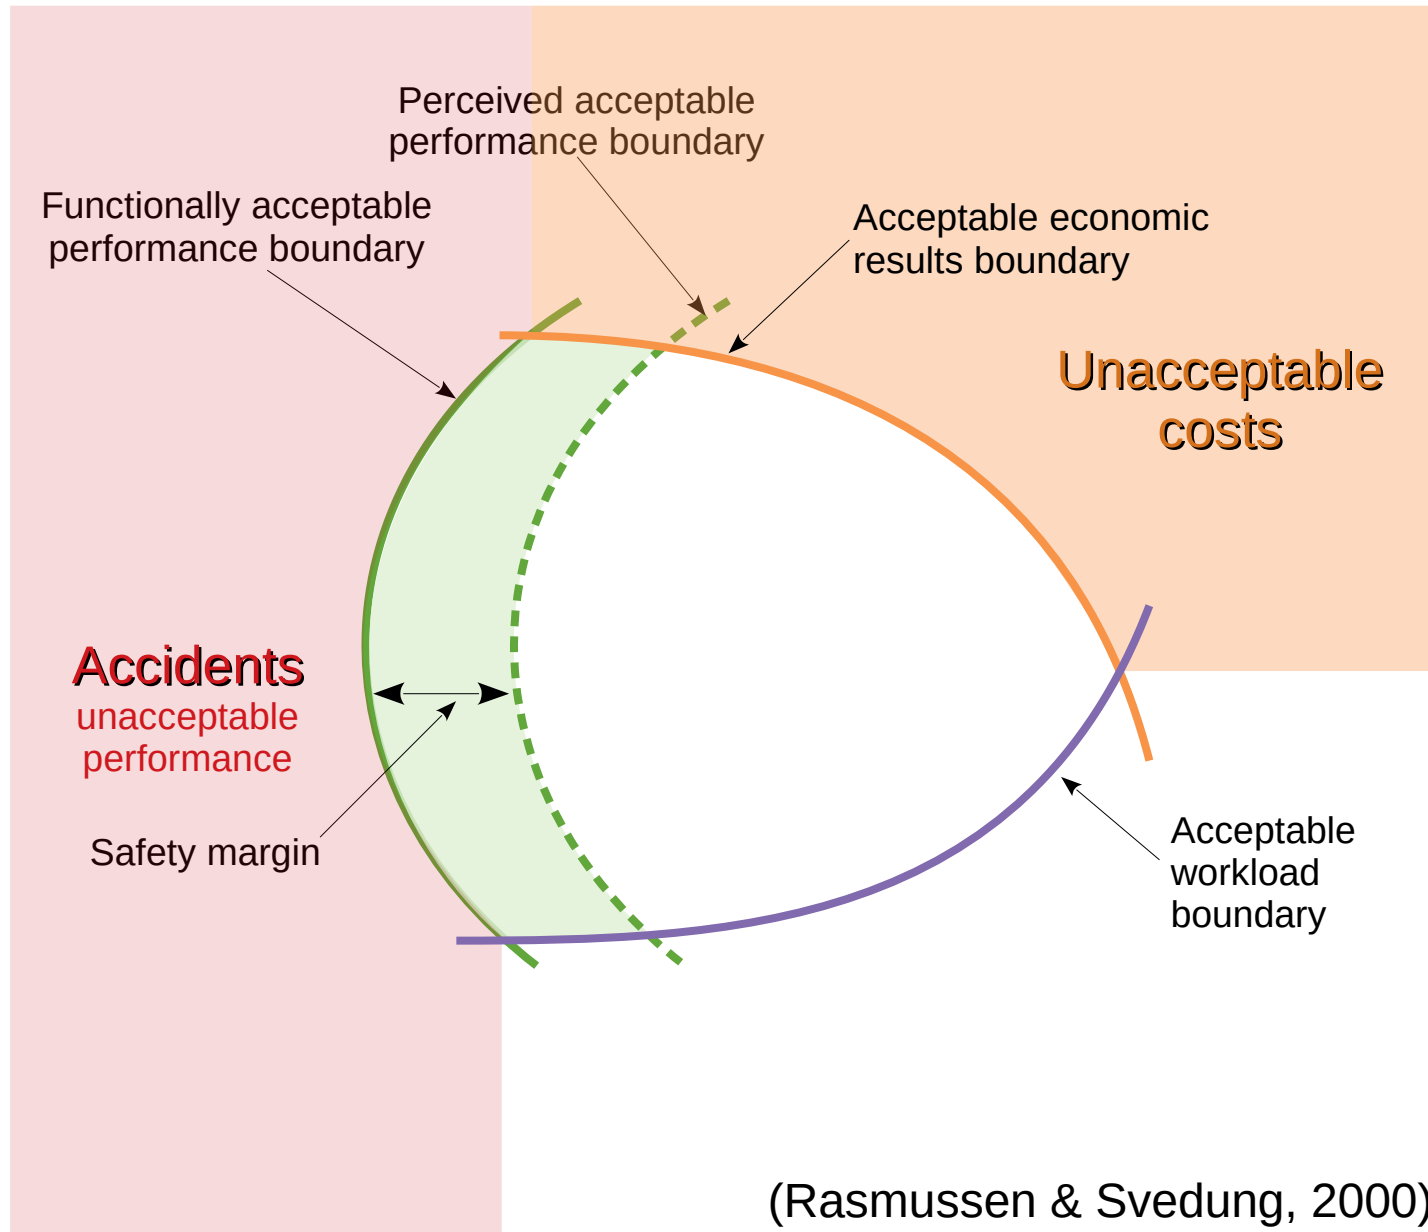 Perceived acceptable
performance boundary
Functionally acceptable
performance boundary
Acceptable economic
results boundary
Unacceptable
costs
Accidents
unacceptable
performance
Safety margin
Acceptable
workload
boundary
(Rasmussen & Svedung, 2000)